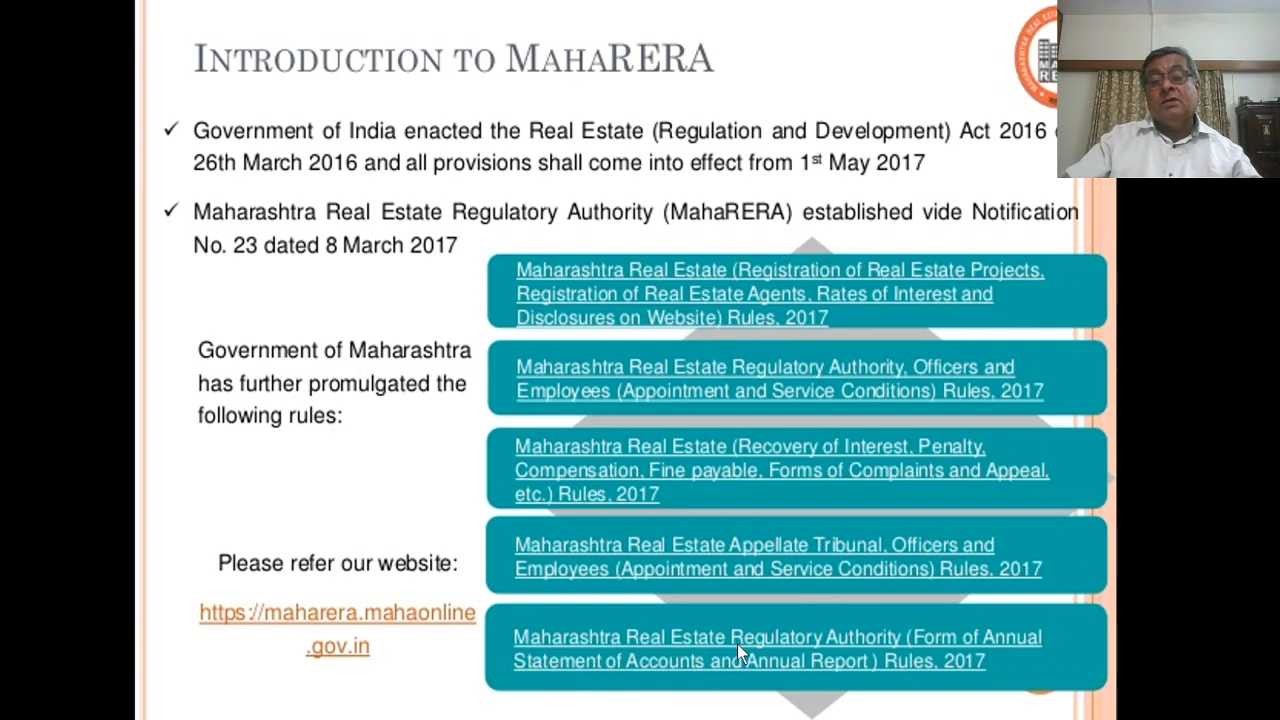 INTRODUCTION TO MAHARERA
✓ Government of India enacted the Real Estate (Regulation and Development) Act 2016
26th March 2016 and all provisions shall come into effect from 1st May 2017
✓ Maharashtra Real Estate Regulatory Authority (MahaRERA) established vide Notification
No. 23 dated 8 March 2017
Government of Maharashtra
has further promulgated the
following rules:
Maharashtra Real Estate (Registration of Real Estate Projects,
Registration of Real Estate Agents, Rates of Interest and
Disclosures on Website) Rules, 2017
Maharashtra Real Estate Regulatory Authority, Officers and
Employees (Appointment and Service Conditions) Rules, 2017
Maharashtra Real Estate (Recovery of Interest, Penalty,
Compensation, Fine payable, Forms of Complaints and Appeal,
etc.) Rules, 2017
Maharashtra Real Estate Appellate Tribunal, Officers and
Employees (Appointment and Service Conditions) Rules, 2017
Maharashtra Real Estate Regulatory Authority (Form of Annual
Statement of Accounts and Annual Report) Rules, 2017
Please refer our website:
https://maharera.mahaonline
.gov.in